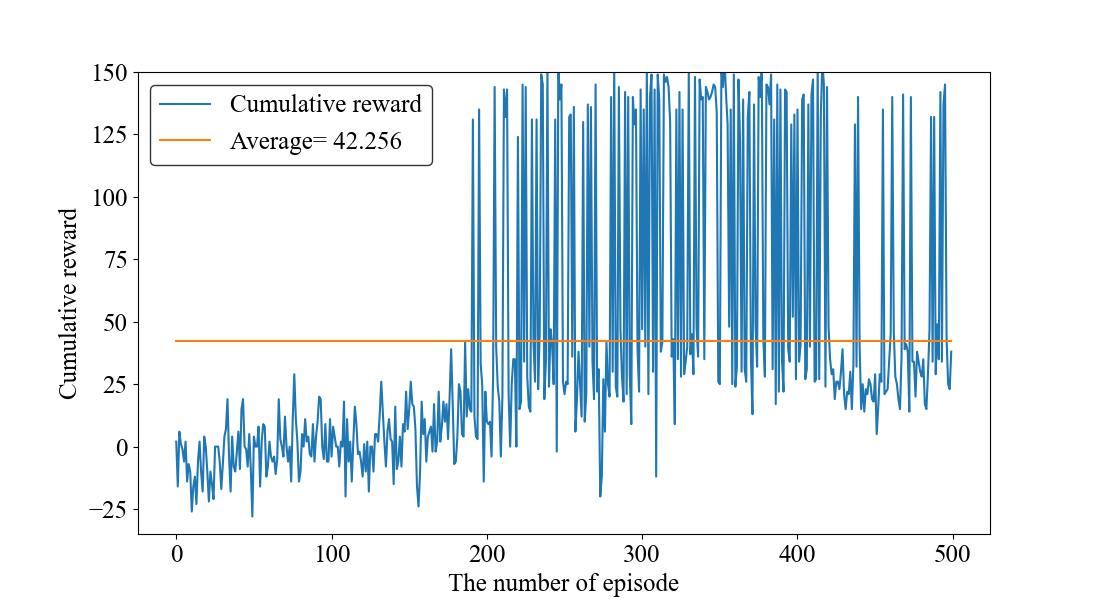 150
125
100
75
50
25
0
−25
Cumulative reward
Cumulative reward
Average= 42.256
0 100 200 300 400 500
The number of episode